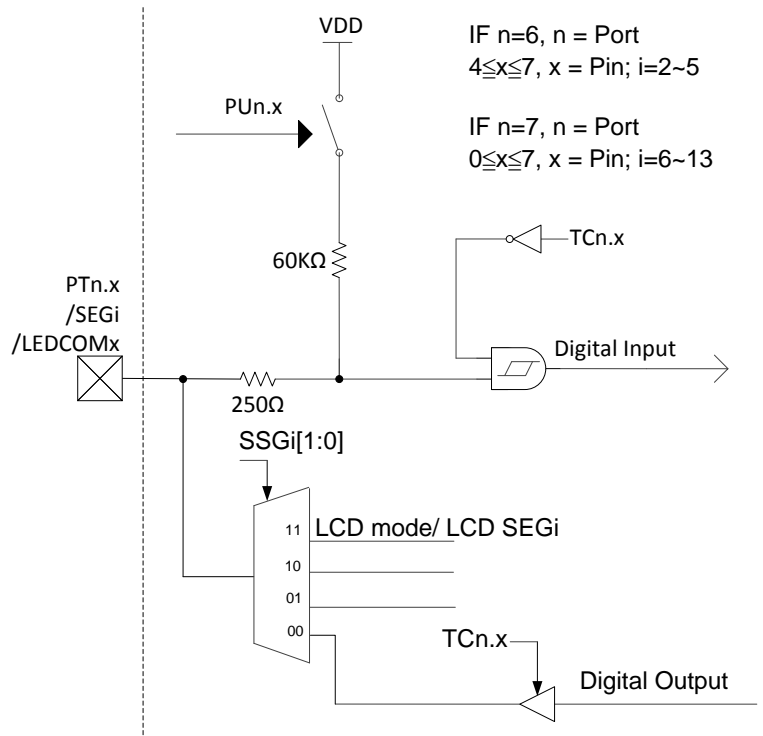 VDD
IF n=6, n = Port
4≦x≦7, x = Pin; i=2~5
PUn.x
IF n=7, n = Port
0≦x≦7, x = Pin; i=6~13
TCn.x
60KΩ
PTn.x
/SEGi
/LEDCOMx
Digital Input
250Ω
SSGi[1:0]
11
LCD mode/ LCD SEGi
10
01
00
TCn.x
Digital Output